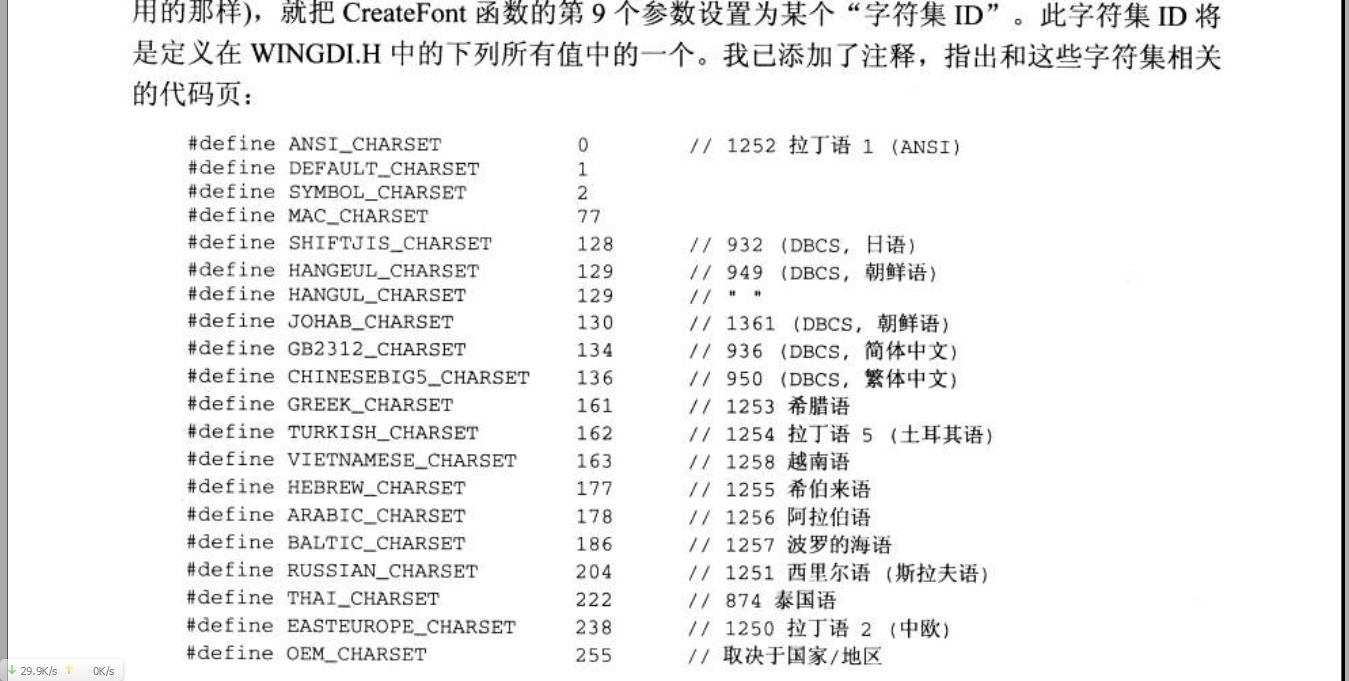 用的那样)，就把 CreateFont 函数的第 9 个参数设置为某个“字符集 ID”。此字符集 ID 将
是定义在 WINGDI.H 中的下列所有值中的一个。我已添加了注释，指出和这些字符集相关
的代码页：
#define ANSI_CHARSET 0 // 1252 拉丁语 1 (ANSI)
#define DEFAULT_CHARSET 1
#define SYMBOL_CHARSET 2
#define MAC_CHARSET 77
#define SHIFTJIS_CHARSET 128 // 932 (DBCS, 日语)
#define HANGEUL_CHARSET 129 // 949 (DBCS, 朝鲜语)
#define HANGUL_CHARSET 129 // " "
#define JOHAB_CHARSET 130 // 1361 (DBCS, 朝鲜语)
#define GB2312_CHARSET 134 // 936 (DBCS, 简体中文)
#define CHINESEBIG5_CHARSET 136 // 950 (DBCS, 繁体中文)
#define GREEK_CHARSET 161 // 1253 希腊语
#define TURKISH_CHARSET 162 // 1254 拉丁语 5 (土耳其语)
#define VIETNAMESE_CHARSET 163 // 1258 越南语
#define HEBREW_CHARSET 177 // 1255 希伯来语
#define ARABIC_CHARSET 178 // 1256 阿拉伯语
#define BALTIC_CHARSET 186 // 1257 波罗的海语
#define RUSSIAN_CHARSET 204 // 1251 西里尔语 (斯拉夫语)
#define THAI_CHARSET 222 // 874 泰国语
#define EASTEUROPE_CHARSET 238 // 1250 拉丁语 2 (中欧)
#define OEM_CHARSET 255 // 取决于国家/地区
↓ 29.9K/s ↑ 0K/s